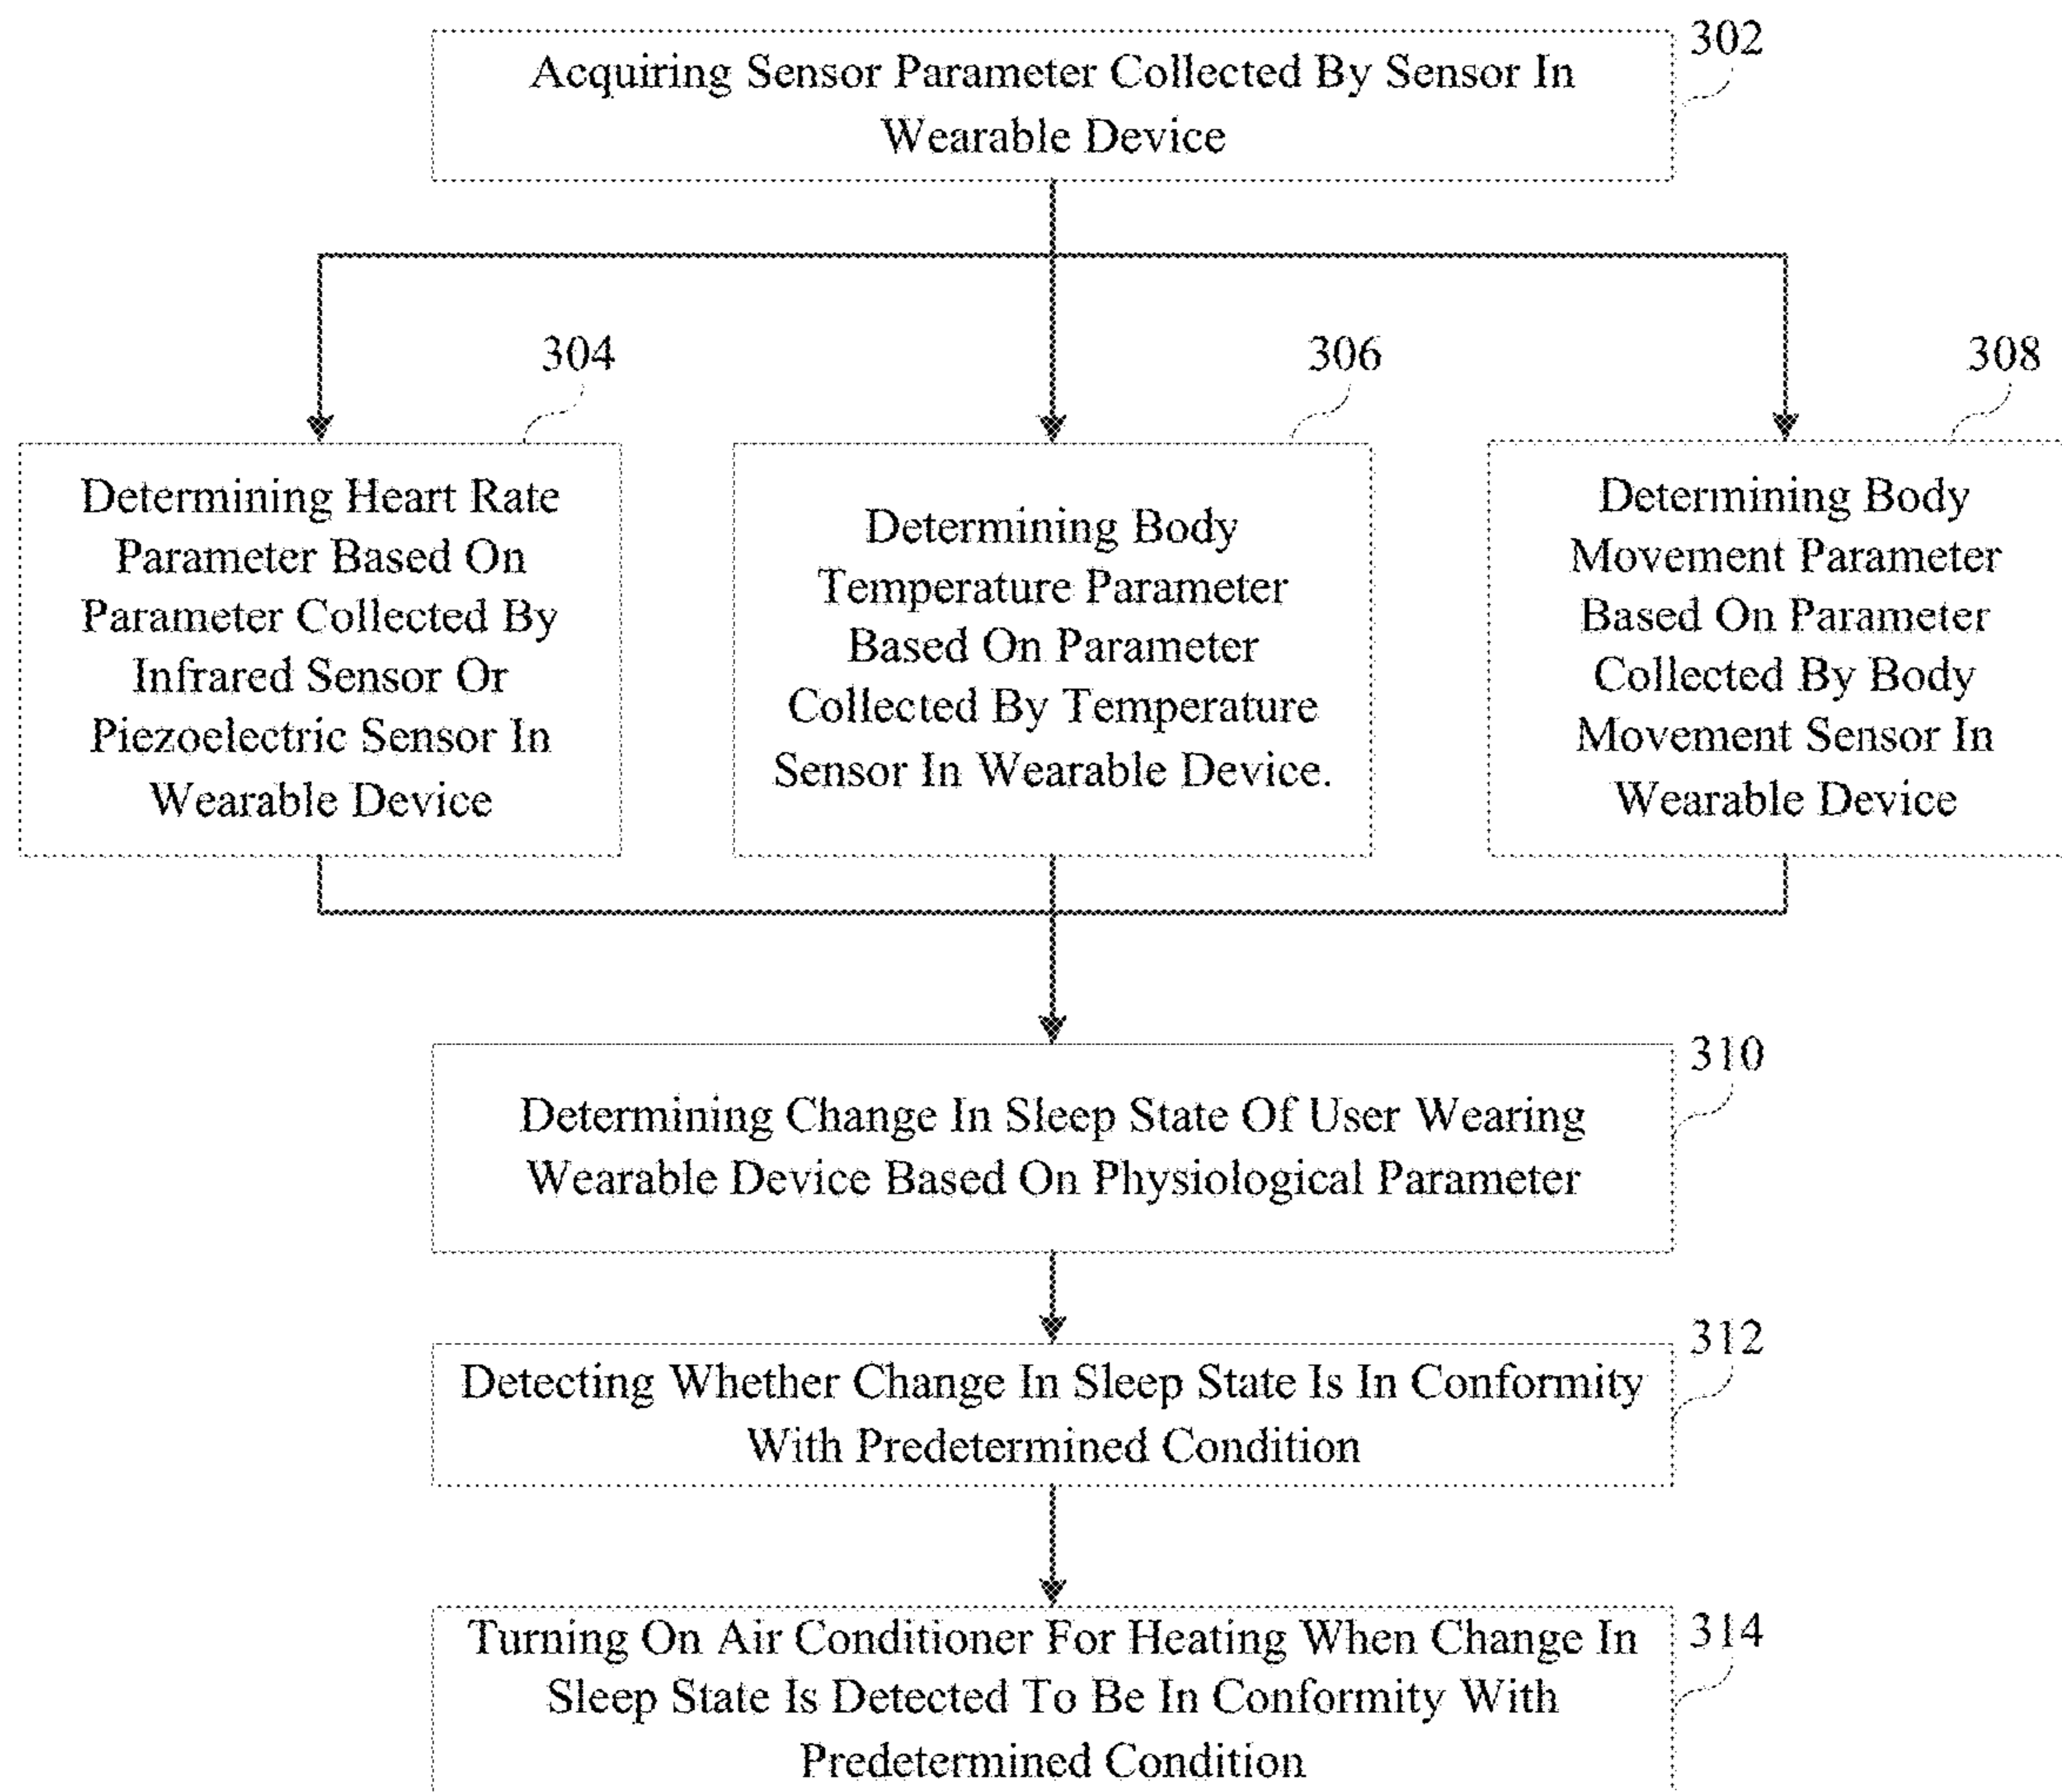 302
Acquiring Sensor Parameter Collected By Sensor In
Wearable Device
304
306
308
Determining Heart Rate
Parameter Based On
Parameter Collected By
Infrared Sensor Or
Piezoelectric Sensor In
Wearable Device
Determining Body
Temperature Parameter
Based On Parameter
Collected By Temperature
Sensor In Wearable Device.
Determining Body
Movement Parameter
Based On Parameter
Collected By Body
Movement Sensor In
Wearable Device
310
Determining Change In Sleep State Of User Wearing
Wearable Device Based On Physiological Parameter
312
Detecting Whether Change In Sleep State Is In Conformity
With Predetermined Condition
314
Turning On Air Conditioner For Heating When Change In
Sleep State Is Detected To Be In Conformity With
Predetermined Condition